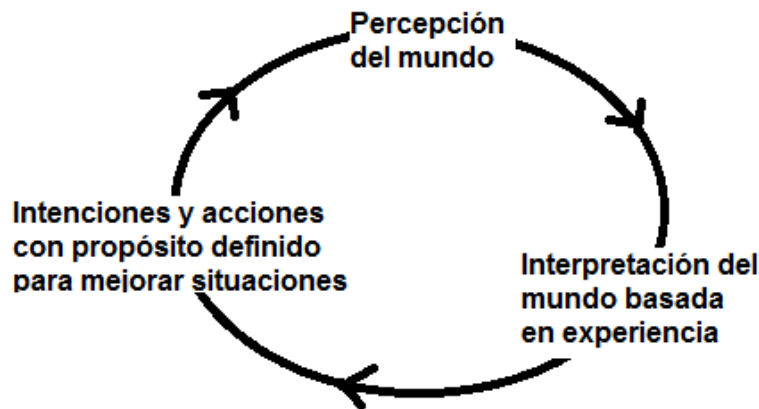 Percepción
del mundo
Intenciones y acciones
con propósito definido
para mejorar situaciones
Interpretación del
mundo basada
en experiencia